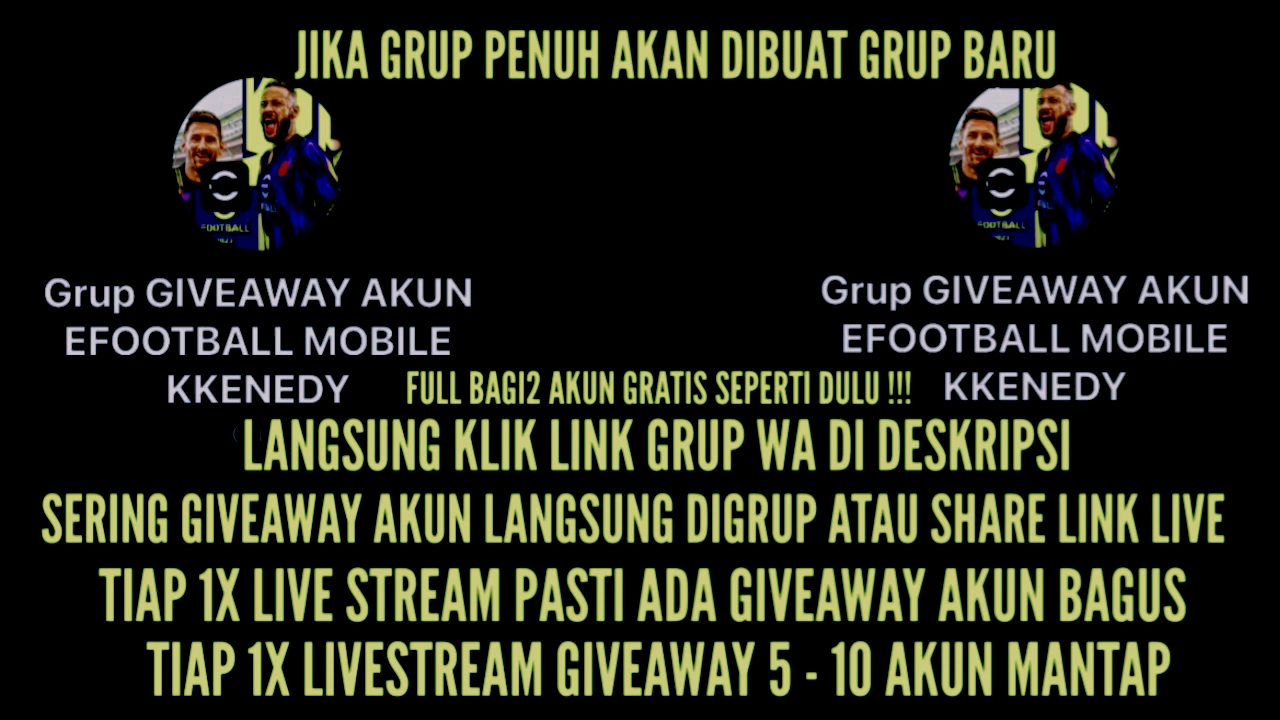 JIKA GRUP PENUH AKAN DIBUAT GRUP BARU
FOOTBALL
FOOTBALL
Grup GIVEAWAY AKUN
EFOOTBALL MOBILE
KKENEDY
Grup GIVEAWAY AKUN
EFOOTBALL MOBILE
KKENEDY
FULL BAGI2 AKUN GRATIS SEPERTI DULU !!!
LANGSUNG KLIK LINK GRUP WA DI DESKRIPSI
SERING GIVEAWAY AKUN LANGSUNG DIGRUP ATAU SHARE LINK LIVE
TIAP 1X LIVE STREAM PASTI ADA GIVEAWAY AKUN BAGUS
TIAP 1X LIVESTREAM GIVEAWAY 5 - 10 AKUN MANTAP